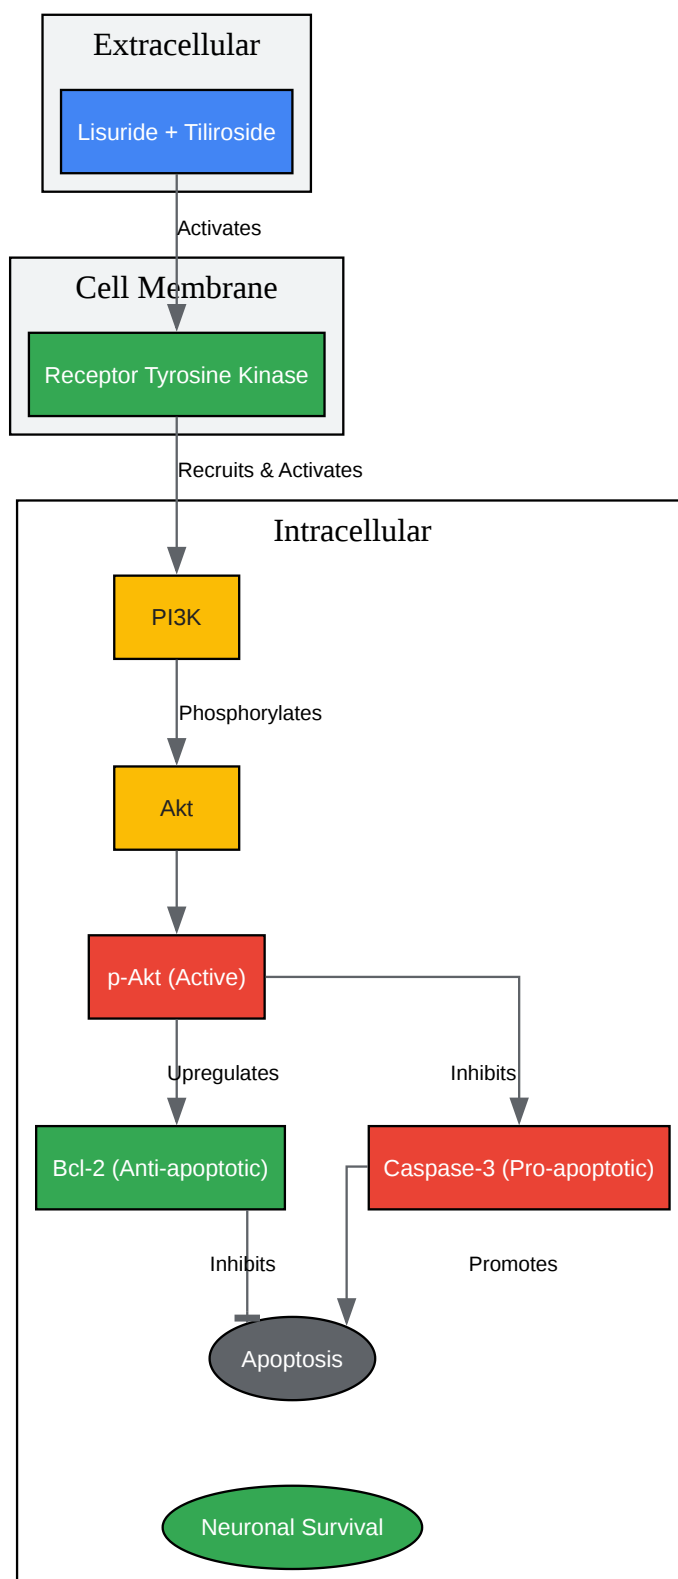 Extracellular
Lisuride + Tiliroside
Activates
Cell Membrane
Receptor Tyrosine Kinase
Recruits & Activates
Intracellular
PI3K
Phosphorylates
Akt
p-Akt (Active)
Upregulates
Inhibits
Bcl-2 (Anti-apoptotic)
Caspase-3 (Pro-apoptotic)
Inhibits
Promotes
Apoptosis
Neuronal Survival